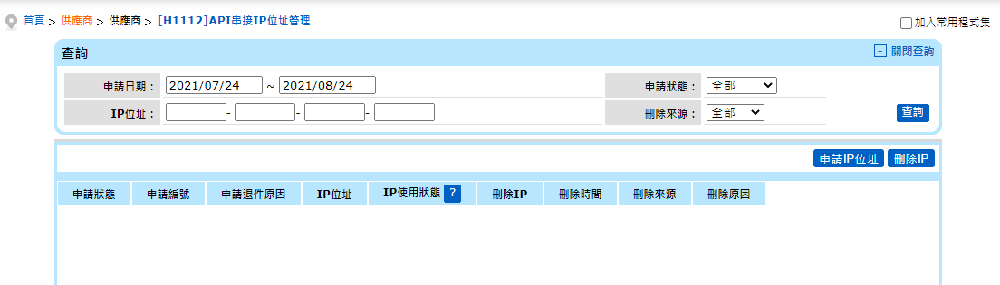 首頁 > 供應商 > 供應商 > [H1112]API串接IP位址管理
加入常用程式集
查詢
- 關閉查詢
申請日期： 2021/07/24 ~ 2021/08/24 申請狀態： 全部
IP位址： - - - 刪除來源： 全部 查詢
申請IP位址 刪除IP
申請狀態 申請編號 申請退件原因 IP位址 IP使用狀態 ? 刪除IP 刪除時間 刪除來源 刪除原因